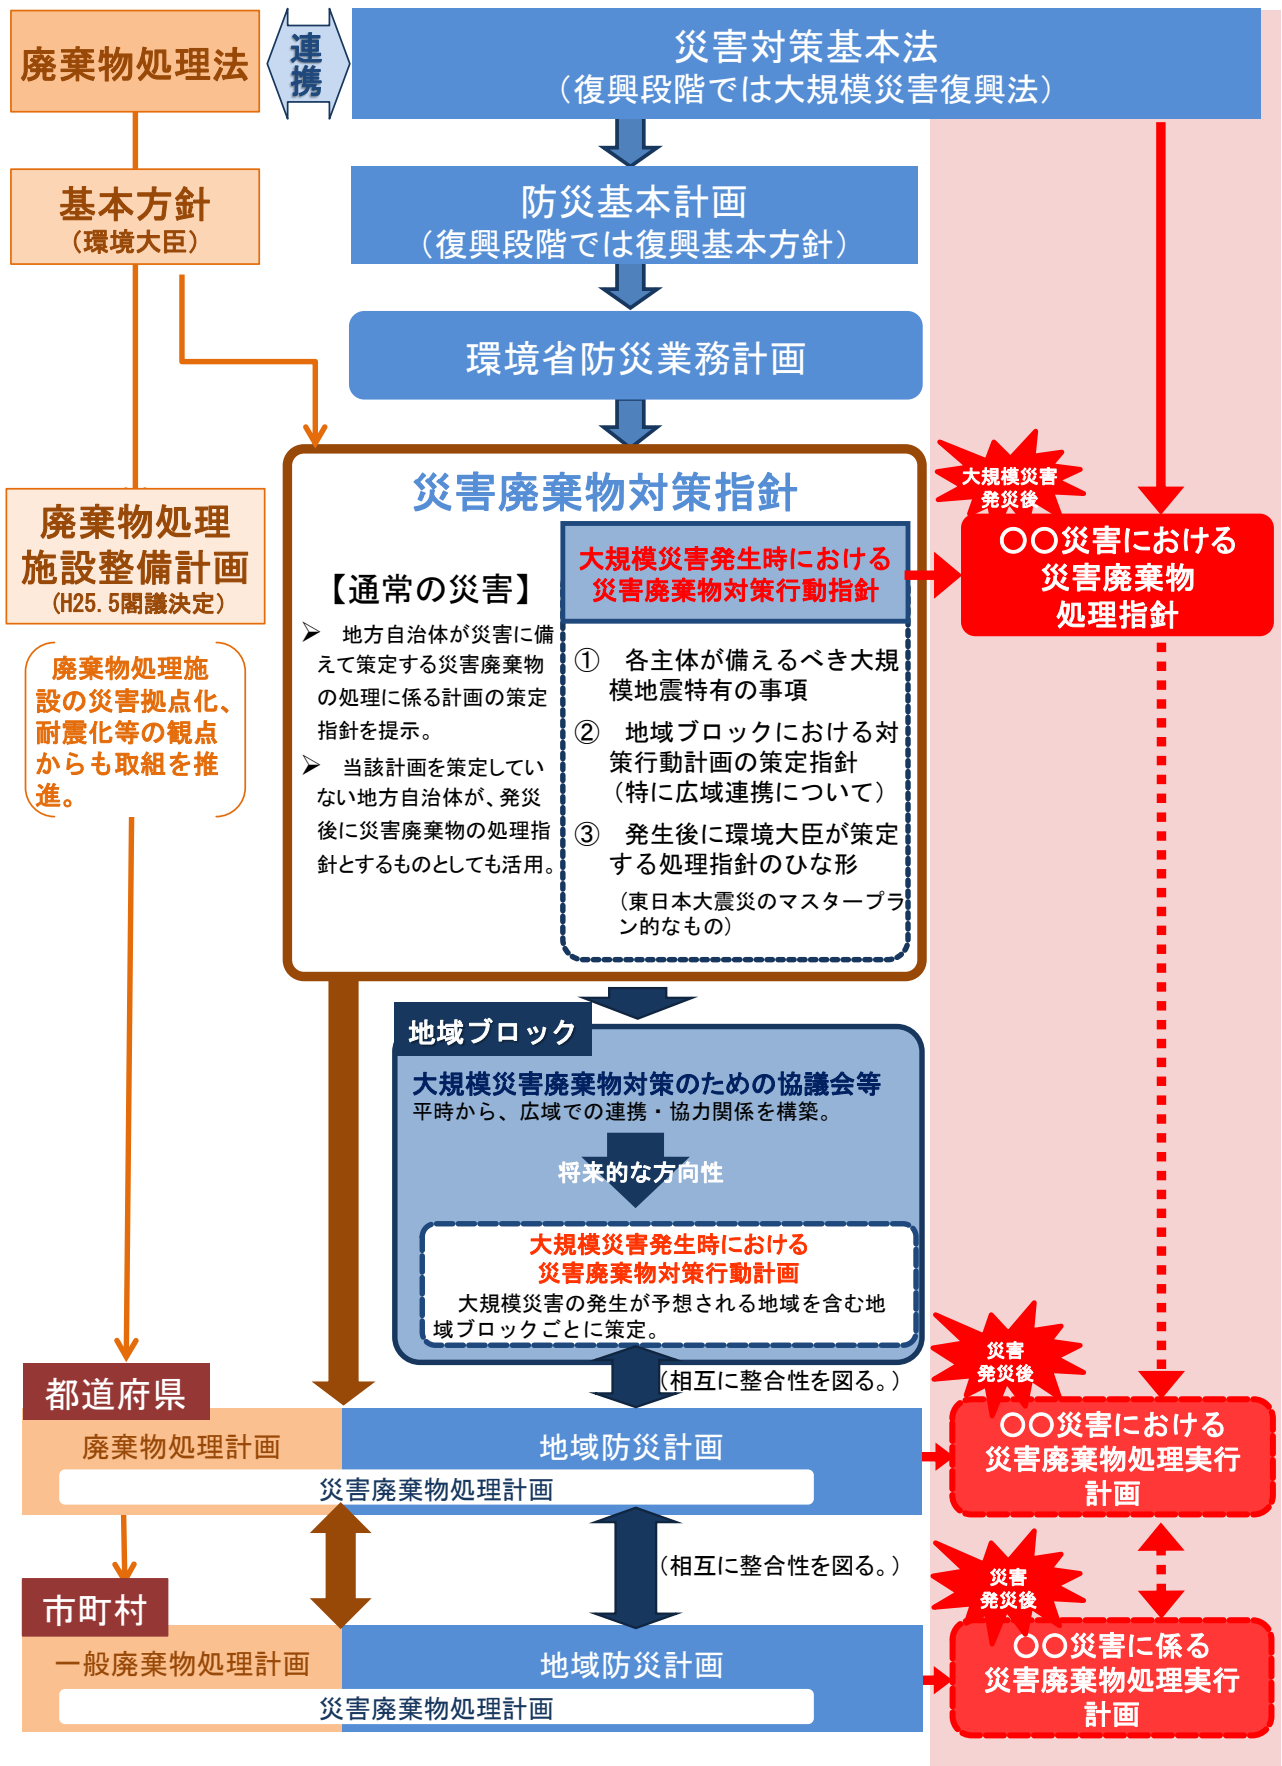 廃棄物処理法
連
携
災害対策基本法
（復興段階では大規模災害復興法）
基本方針
（環境大臣）
防災基本計画
（復興段階では復興基本方針）
環境省防災業務計画
廃棄物処理
施設整備計画
（H25.5閣議決定）
廃棄物処理施
設の災害拠点化、
耐震化等の観点
からも取組を推
進。
災害廃棄物対策指針
【通常の災害】
➢ 地方自治体が災害に備
えて策定する災害廃棄物
の処理に係る計画の策定
指針を提示。
➢ 当該計画を策定してい
ない地方自治体が、発災
後に災害廃棄物の処理指
針とするものとしても活用。
大規模災害発生時における
災害廃棄物対策行動指針
① 各主体が備えるべき大規
模地震特有の事項
② 地域ブロックにおける対
策行動計画の策定指針
（特に広域連携について）
③ 発生後に環境大臣が策定
する処理指針のひな形
（東日本大震災のマスタープラ
ン的なもの）
大規模災害
発災後
〇〇災害における
災害廃棄物
処理指針
地域ブロック
大規模災害廃棄物対策のための協議会等
平時から、広域での連携・協力関係を構築。
将来的な方向性
大規模災害発生時における
災害廃棄物対策行動計画
大規模災害の発生が予想される地域を含む地
域ブロックごとに策定。
（相互に整合性を図る。）
都道府県
廃棄物処理計画
地域防災計画
災害廃棄物処理計画
災害
発災後
〇〇災害における
災害廃棄物処理実行
計画
（相互に整合性を図る。）
市町村
一般廃棄物処理計画
地域防災計画
災害廃棄物処理計画
災害
発災後
〇〇災害に係る
災害廃棄物処理実行
計画